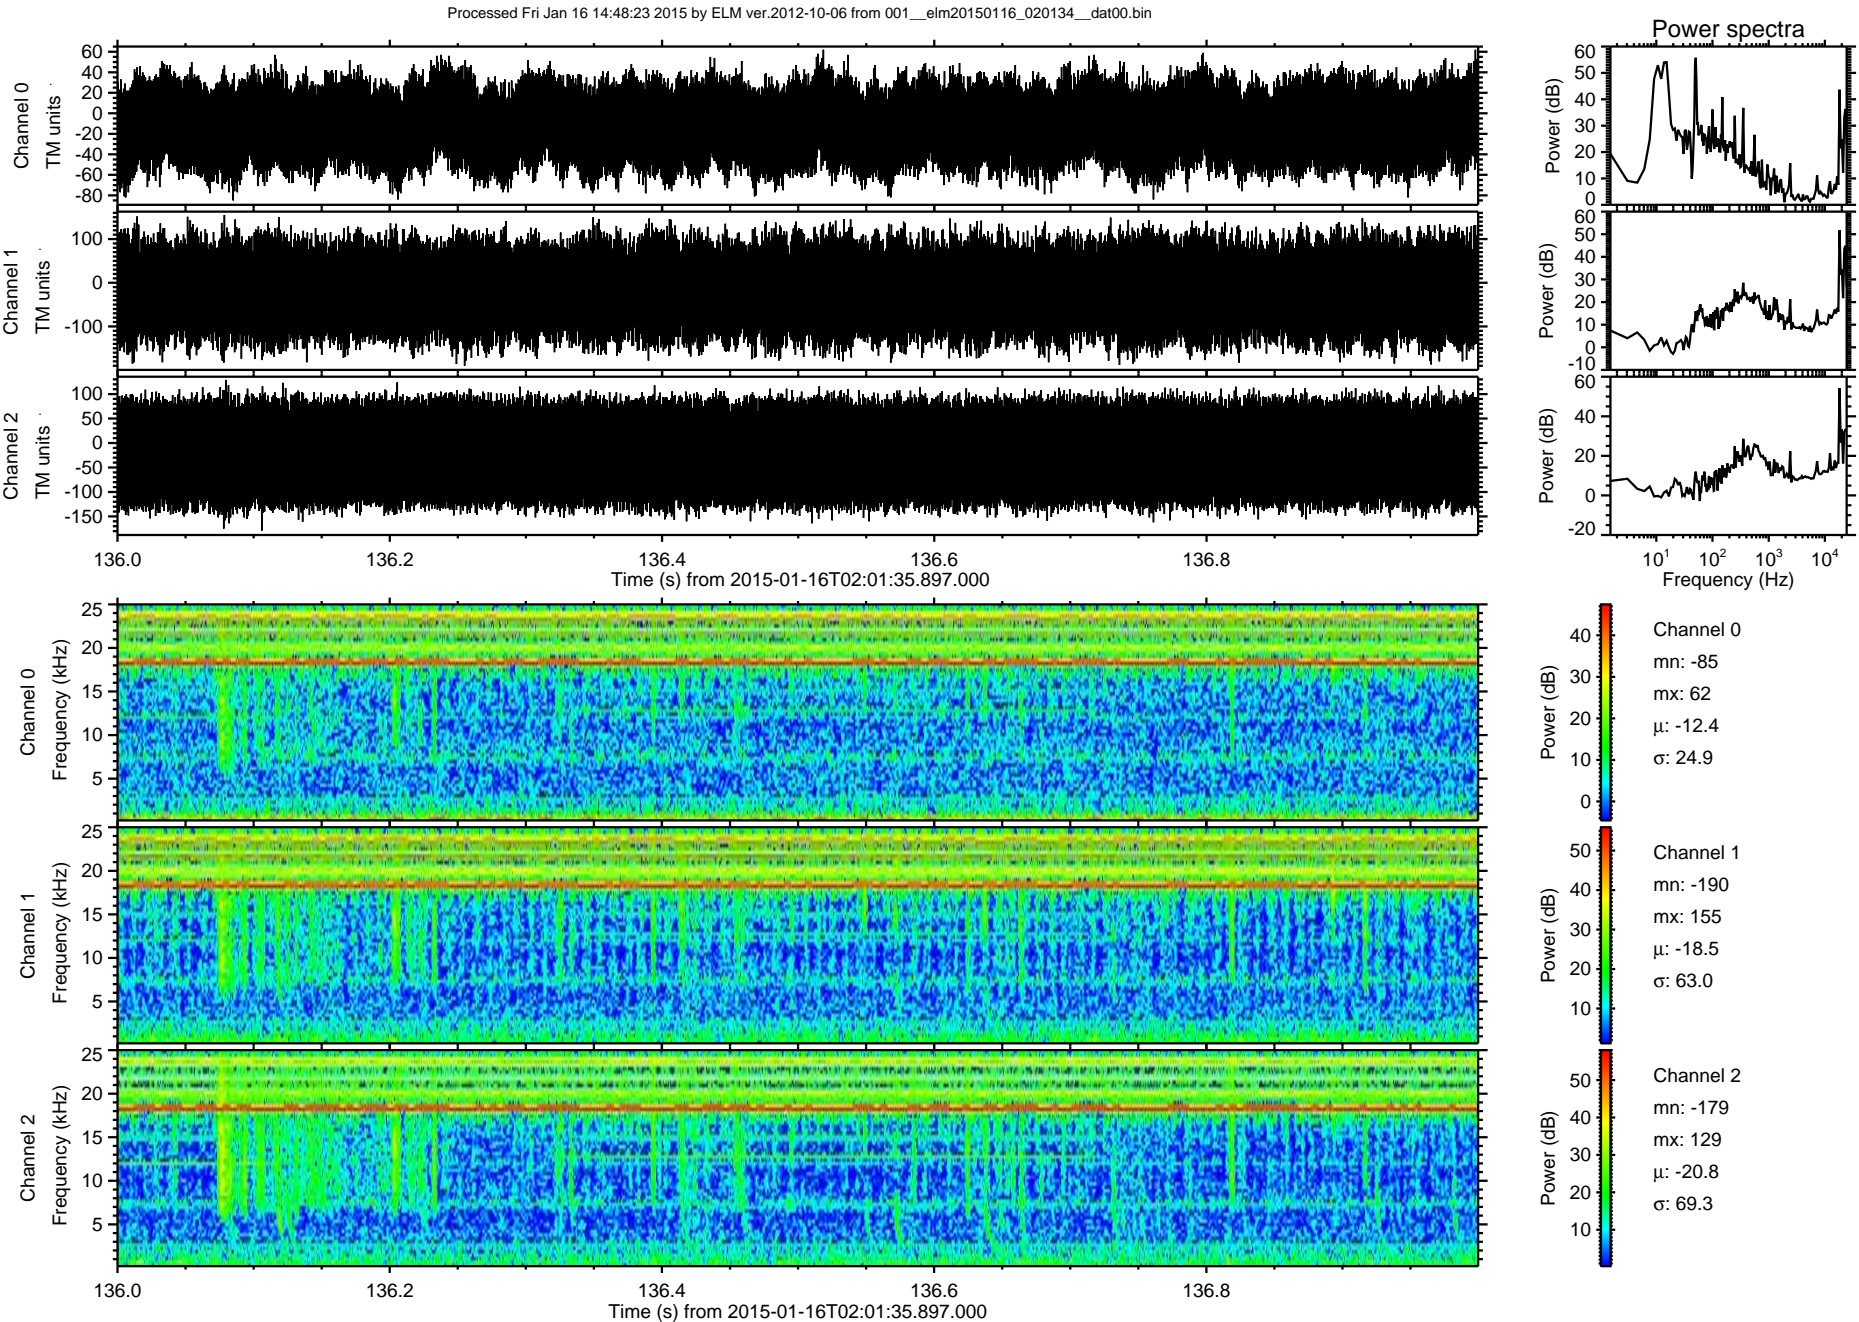 Processed Fri Jan 16 14:48:23 2015 by ELM ver.2012-10-06 from 001__elm20150116_020134__dat00.bin
Power spectra
Channel 0
TM units
60
40
20
0
-20
-40
-60
-80
Power (dB)
60
50
40
30
20
10
0
Channel 1
TM units
100
0
-100
Power (dB)
60
50
40
30
20
10
0
-10
Channel 2
TM units
100
50
0
-50
-100
-150
Power (dB)
60
40
20
0
-20
136.0 136.2 136.4 136.6 136.8
Time (s) from 2015-01-16T02:01:35.897.000
10^1 10^2 10^3 10^4
Frequency (Hz)
Channel 0
Frequency (kHz)
25
20
15
10
5
Power (dB)
40
30
20
10
0
Channel 0
mn: -85
mx: 62
µ: -12.4
σ: 24.9
Channel 1
Frequency (kHz)
25
20
15
10
5
Power (dB)
50
40
30
20
10
Channel 1
mn: -190
mx: 155
µ: -18.5
σ: 63.0
Channel 2
Frequency (kHz)
25
20
15
10
5
Power (dB)
50
40
30
20
10
Channel 2
mn: -179
mx: 129
µ: -20.8
σ: 69.3
136.0 136.2 136.4 136.6 136.8
Time (s) from 2015-01-16T02:01:35.897.000